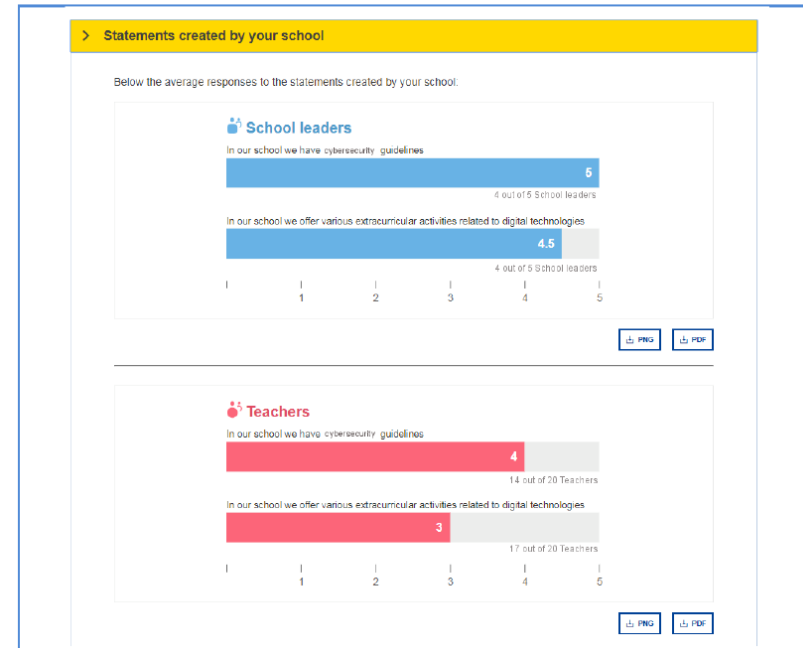 Statements created by your school
Below the average responses to the statements created by your school:
School leaders
In our school we have cybersecurity guidelines
5
4 out of 5 School leaders
In our school we offer various extracurricular activities related to digital technologies
4.5
4 out of 5 School leaders
1 2 3 4 5
PNG PDF
Teachers
In our school we have cybersecurity guidelines
4
14 out of 20 Teachers
In our school we offer various extracurricular activities related to digital technologies
3
17 out of 20 Teachers
1 2 3 4 5
PNG PDF